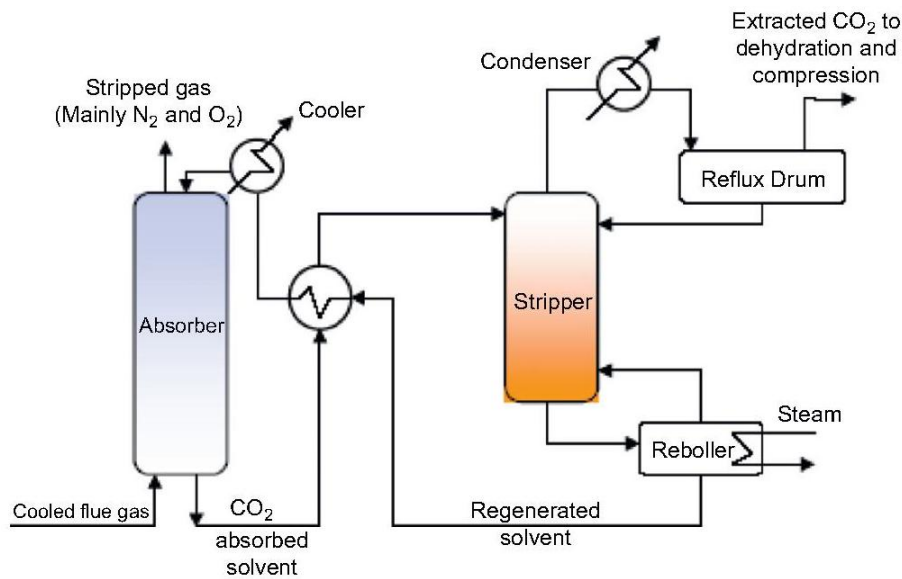 Extracted CO₂ to
dehydration and
compression
Condenser
Stripped gas
(Mainly N₂ and O₂)
Cooler
Reflux Drum
Stripper
Absorber
Steam
Reboller
Cooled flue gas
CO₂
absorbed
solvent
Regenerated
solvent